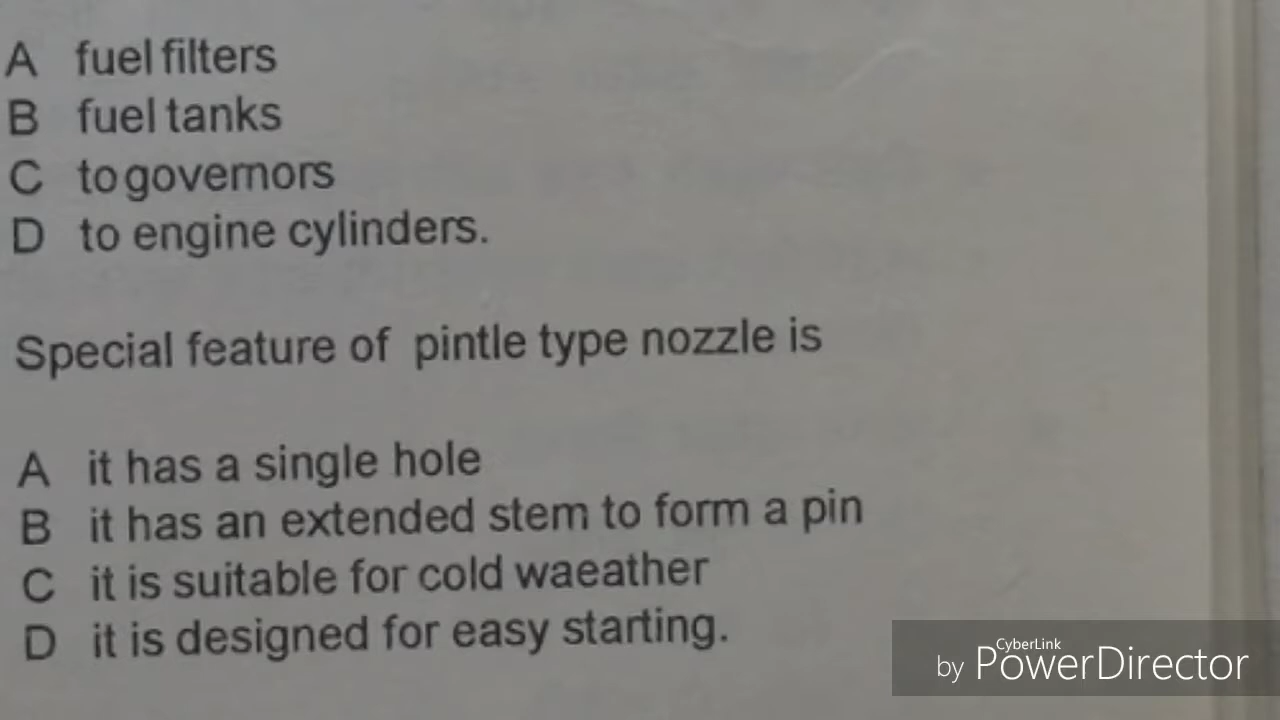 A fuel filters
B fuel tanks
C to governors
D to engine cylinders.
Special feature of pintle type nozzle is
A it has a single hole
B it has an extended stem to form a pin
C it is suitable for cold waeather
D it is designed for easy starting.
CyberLink
by PowerDirector